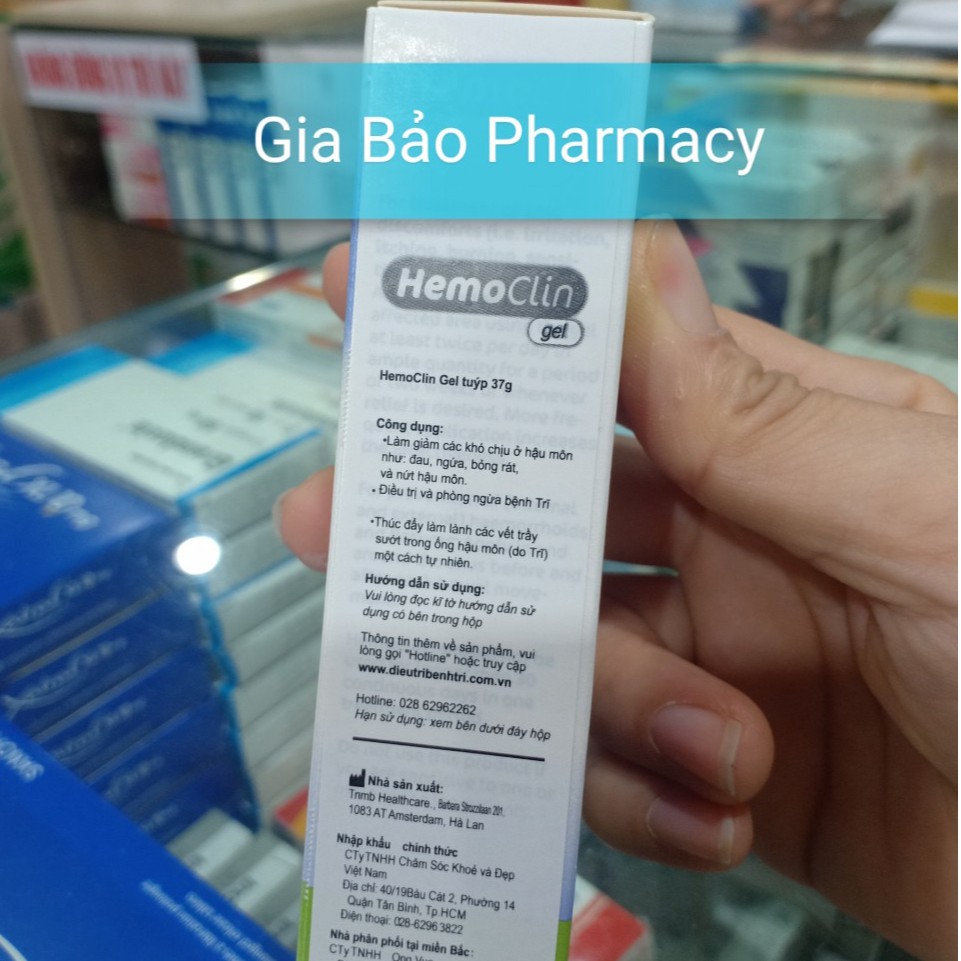 Gia Bảo Pharmacy
HemoClin
gel
HemoClin Gel tuýp 37g
Công dụng:
•Làm giảm các khó chịu ở hậu môn
như: đau, ngứa, bỏng rát,
và nứt hậu môn.
• Điều trị và phòng ngừa bệnh Trĩ
•Thúc đẩy làm lành các vết trầy
sướt trong ống hậu môn (do Trĩ)
một cách tự nhiên.
Hướng dẫn sử dụng:
Vui lòng đọc kĩ tờ hướng dẫn sử
dụng có bên trong hộp
Thông tin thêm về sản phẩm, vui
lòng gọi "Hotline" hoặc truy cập
www.dieutribenhtri.com.vn
Hotline: 028 62962262
Hạn sử dụng: xem bên dưới đáy hộp
Nhà sản xuất:
Tnmb Healthcare., Barbara Strozzilaan 201,
1083 AT Amsterdam, Hà Lan
Nhập khẩu chính thức
CTyTNHH Chăm Sóc Khoẻ và Đẹp
Việt Nam
Địa chỉ: 40/19Bàu Cát 2, Phường 14
Quận Tân Bình, Tp.HCM
Điện thoại: 028-6296 3822
Nhà phân phối tại miền Bắc:
CTyTNHH